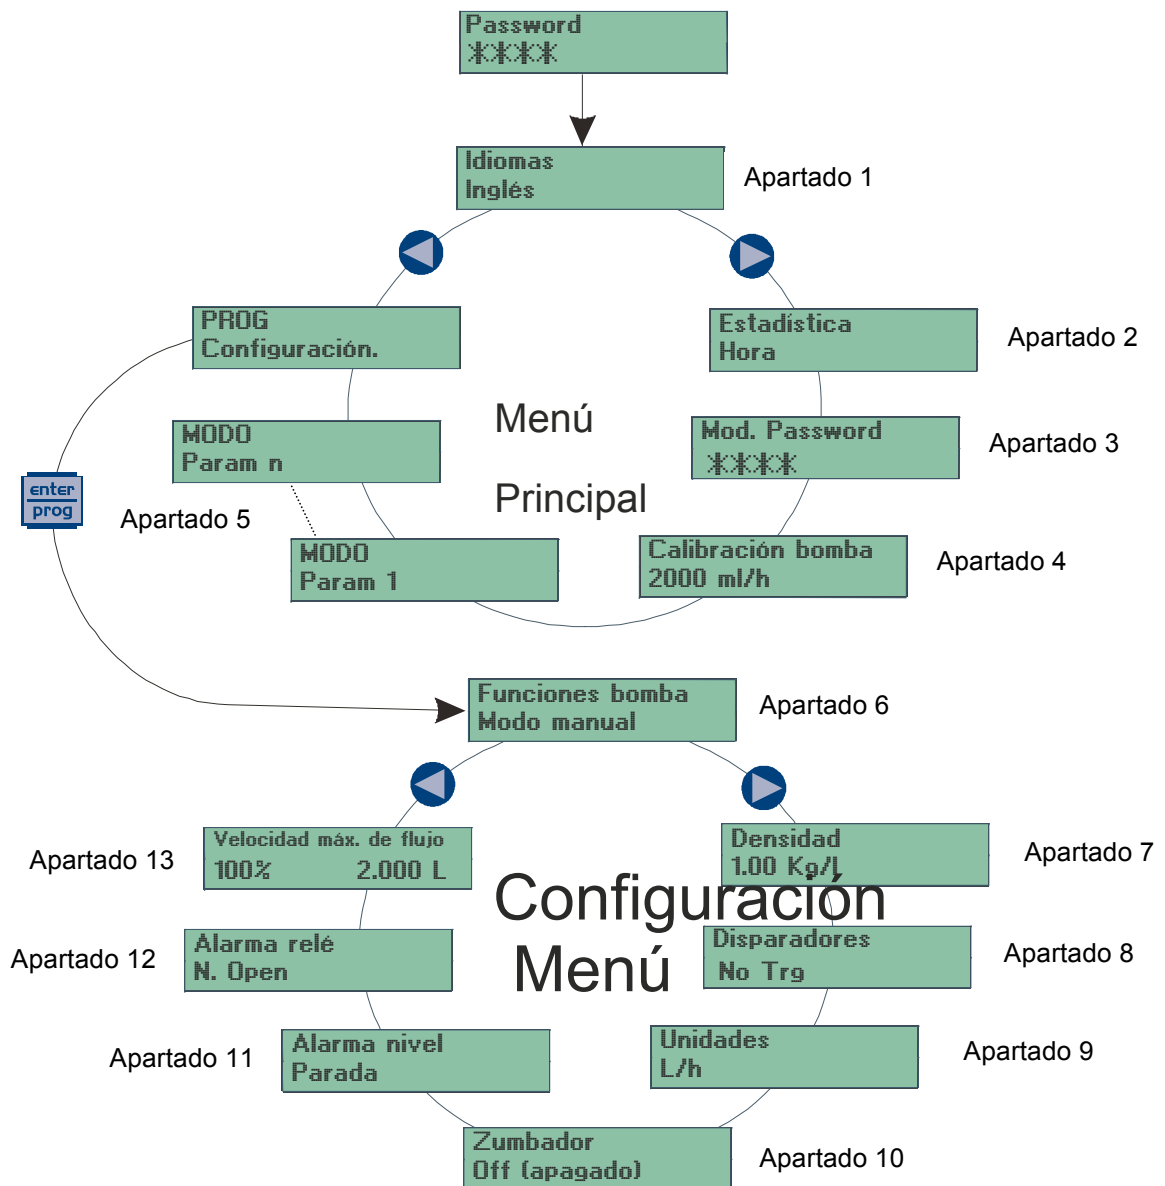 Password
****
Idiomas
Inglés
Apartado 1
PROG
Configuración.
Estadística
Hora
Apartado 2
MODO
Param n
Menú
Principal
Mod. Password
****
Apartado 3
enter
prog
Apartado 5
MODO
Param 1
Calibración bomba
2000 ml/h
Apartado 4
Funciones bomba
Modo manual
Apartado 6
Apartado 13
Velocidad máx. de flujo
100% 2.000 L
Densidad
1.00 Kg/L
Apartado 7
Configuración
Menú
Apartado 12
Alarma relé
N. Open
Disparadores
No Trg
Apartado 8
Apartado 11
Alarma nivel
Parada
Unidades
L/h
Apartado 9
Zumbador
Off (apagado)
Apartado 10